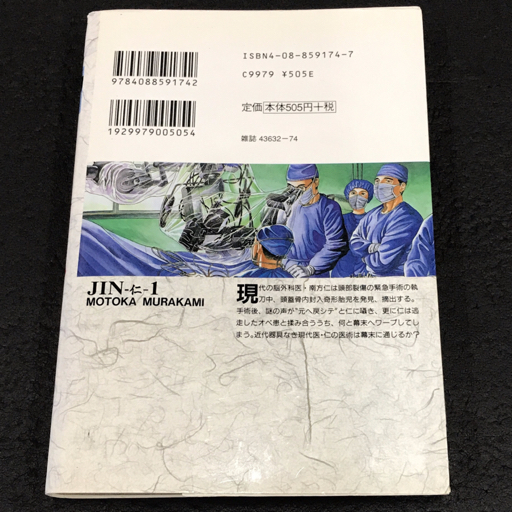 9784088591742
1929979005054
ISBN4-08-859174-7
C9979 ¥505E
定価 本体505円+税
雑誌 43632-74
JIN-仁-1
MOTOKA MURAKAMI
現代の脳外科医・南方仁は頭部裂傷の緊急手術の執
刀中、頭蓋骨内封入奇形胎児を発見、摘出する。
手術後、謎の声が“元へ戻シテ”と仁に囁き、更に仁は逃
走したオペ患と揉み合ううち、何と幕末へワープしてし
まう。近代器具なき現代医・仁の医術は幕末に通じるか?